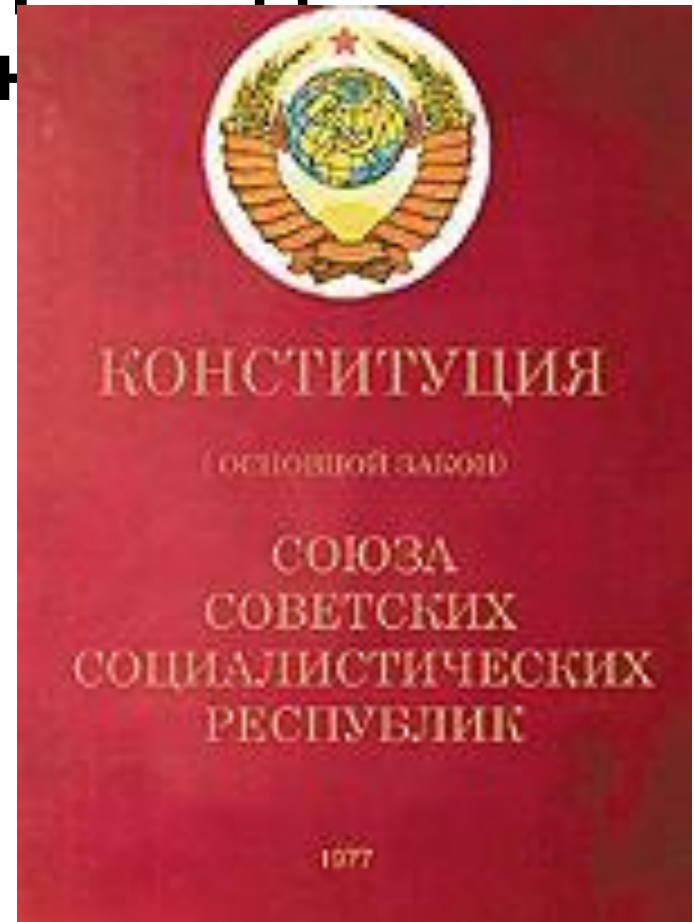 КОНСТИТУЦИЯ
(ОСНОВНОЙ ЗАКОН)
СОЮЗА
СОВЕТСКИХ
СОЦИАЛИСТИЧЕСКИХ
РЕСПУБЛИК
1977